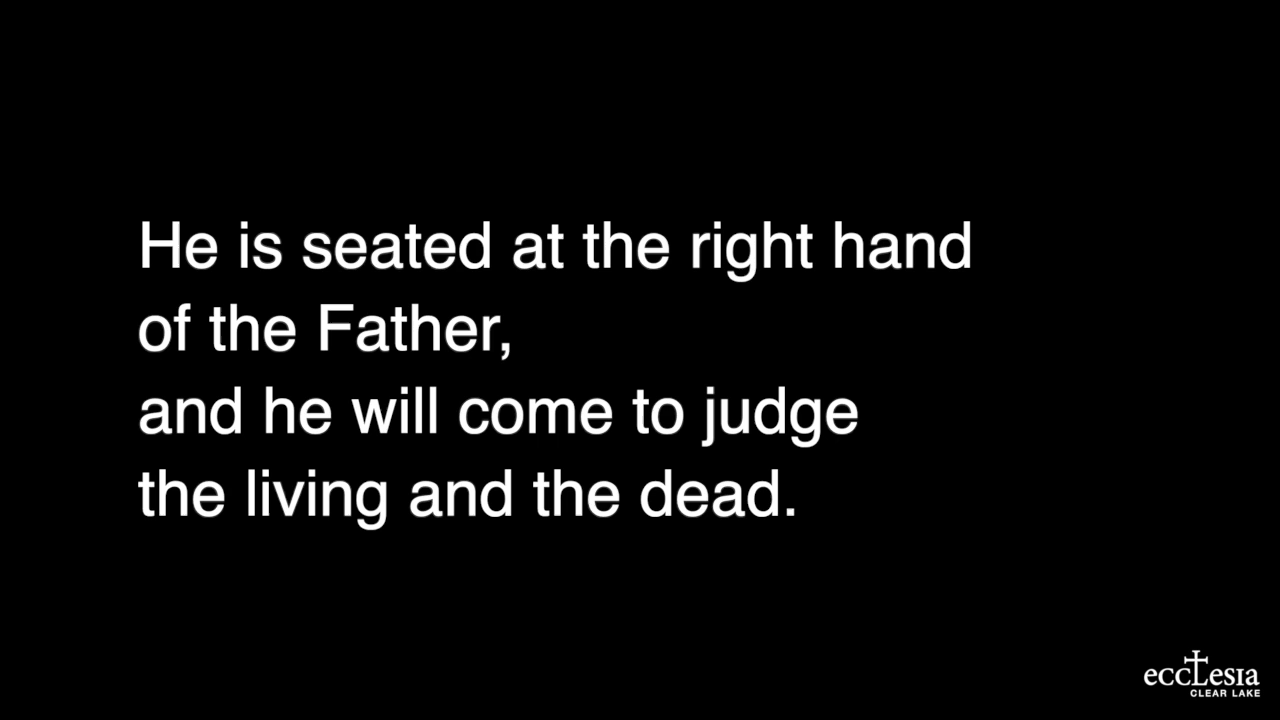 He is seated at the right hand
of the Father,
and he will come to judge
the living and the dead.
eccLesia
CLEAR LAKE